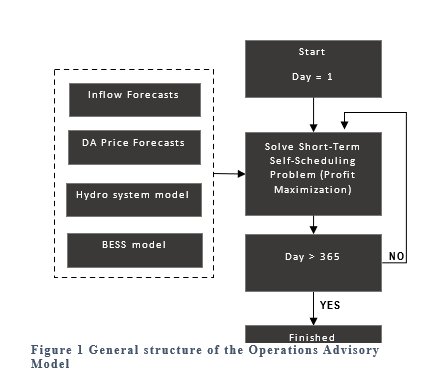 Start
Day = 1
Inflow Forecasts
DA Price Forecasts
Hydro system model
BESS model
Solve Short-Term
Self-Scheduling
Problem (Profit
Maximization)
Day > 365
NO
YES
Finished
Figure 1 General structure of the Operations Advisory
Model